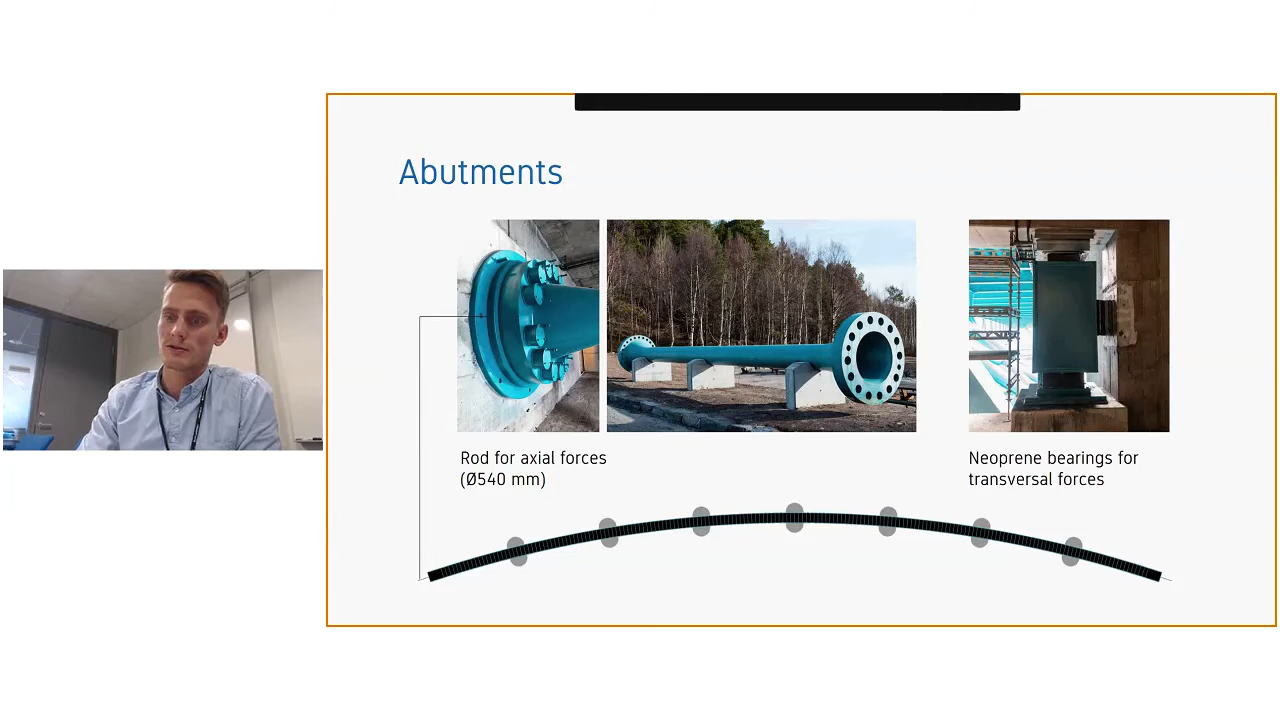 Abutments
Rod for axial forces
(Ø540 mm)
Neoprene bearings for
transversal forces